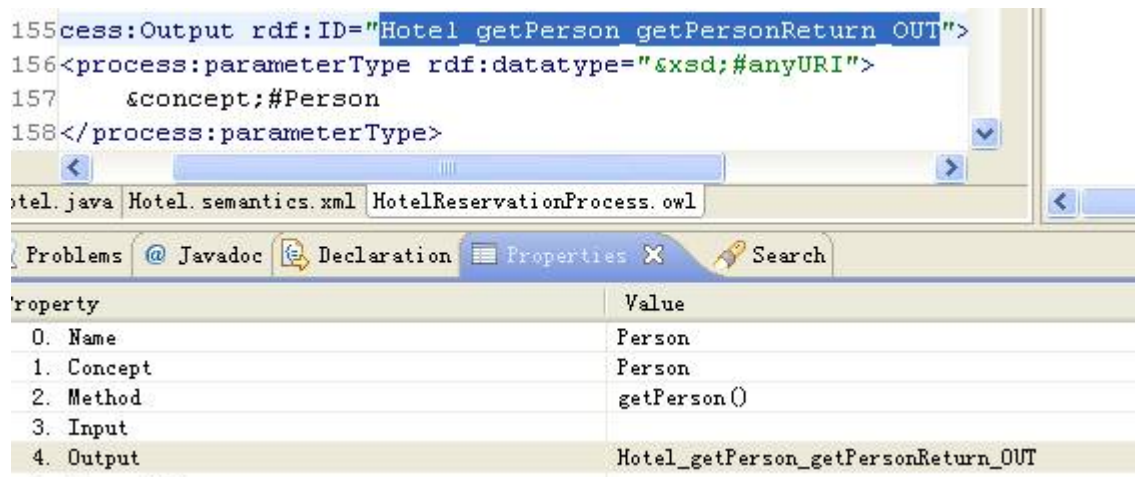 155cess:Output rdf:ID="Hotel_getPerson_getPersonReturn_OUT">
156<process:parameterType rdf:datatype="&xsd;#anyURI">
157    &concept;#Person
158</process:parameterType>
otel.java Hotel.semantics.xml HotelReservationProcess.owl
Problems @ Javadoc Declaration Properties Search
roperty Value
0. Name Person
1. Concept Person
2. Method getPerson()
3. Input
4. Output Hotel_getPerson_getPersonReturn_OUT